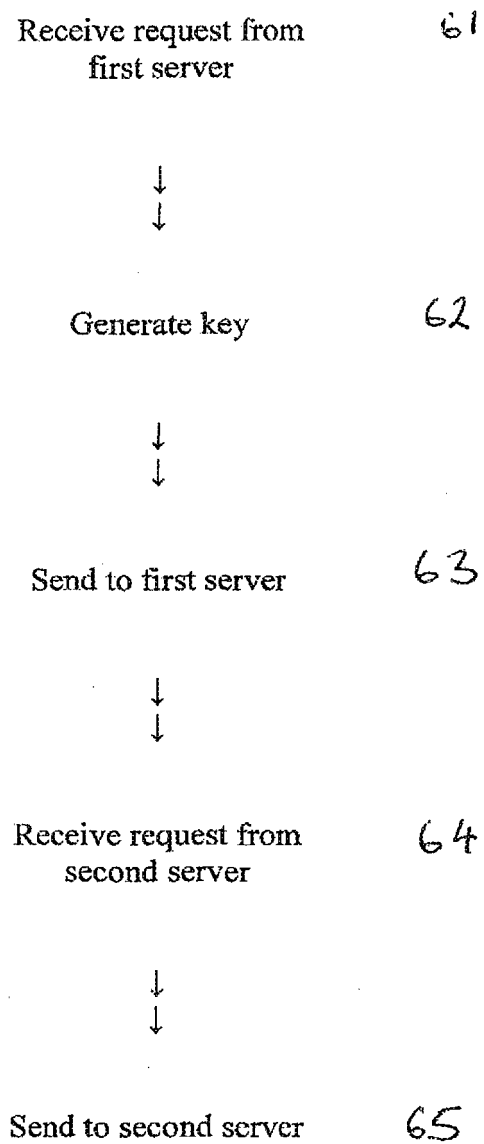 Receive request from 61
first server
↓
↓
Generate key 62
↓
↓
Send to first server 63
↓
↓
Receive request from 64
second server
↓
↓
Send to second server 65